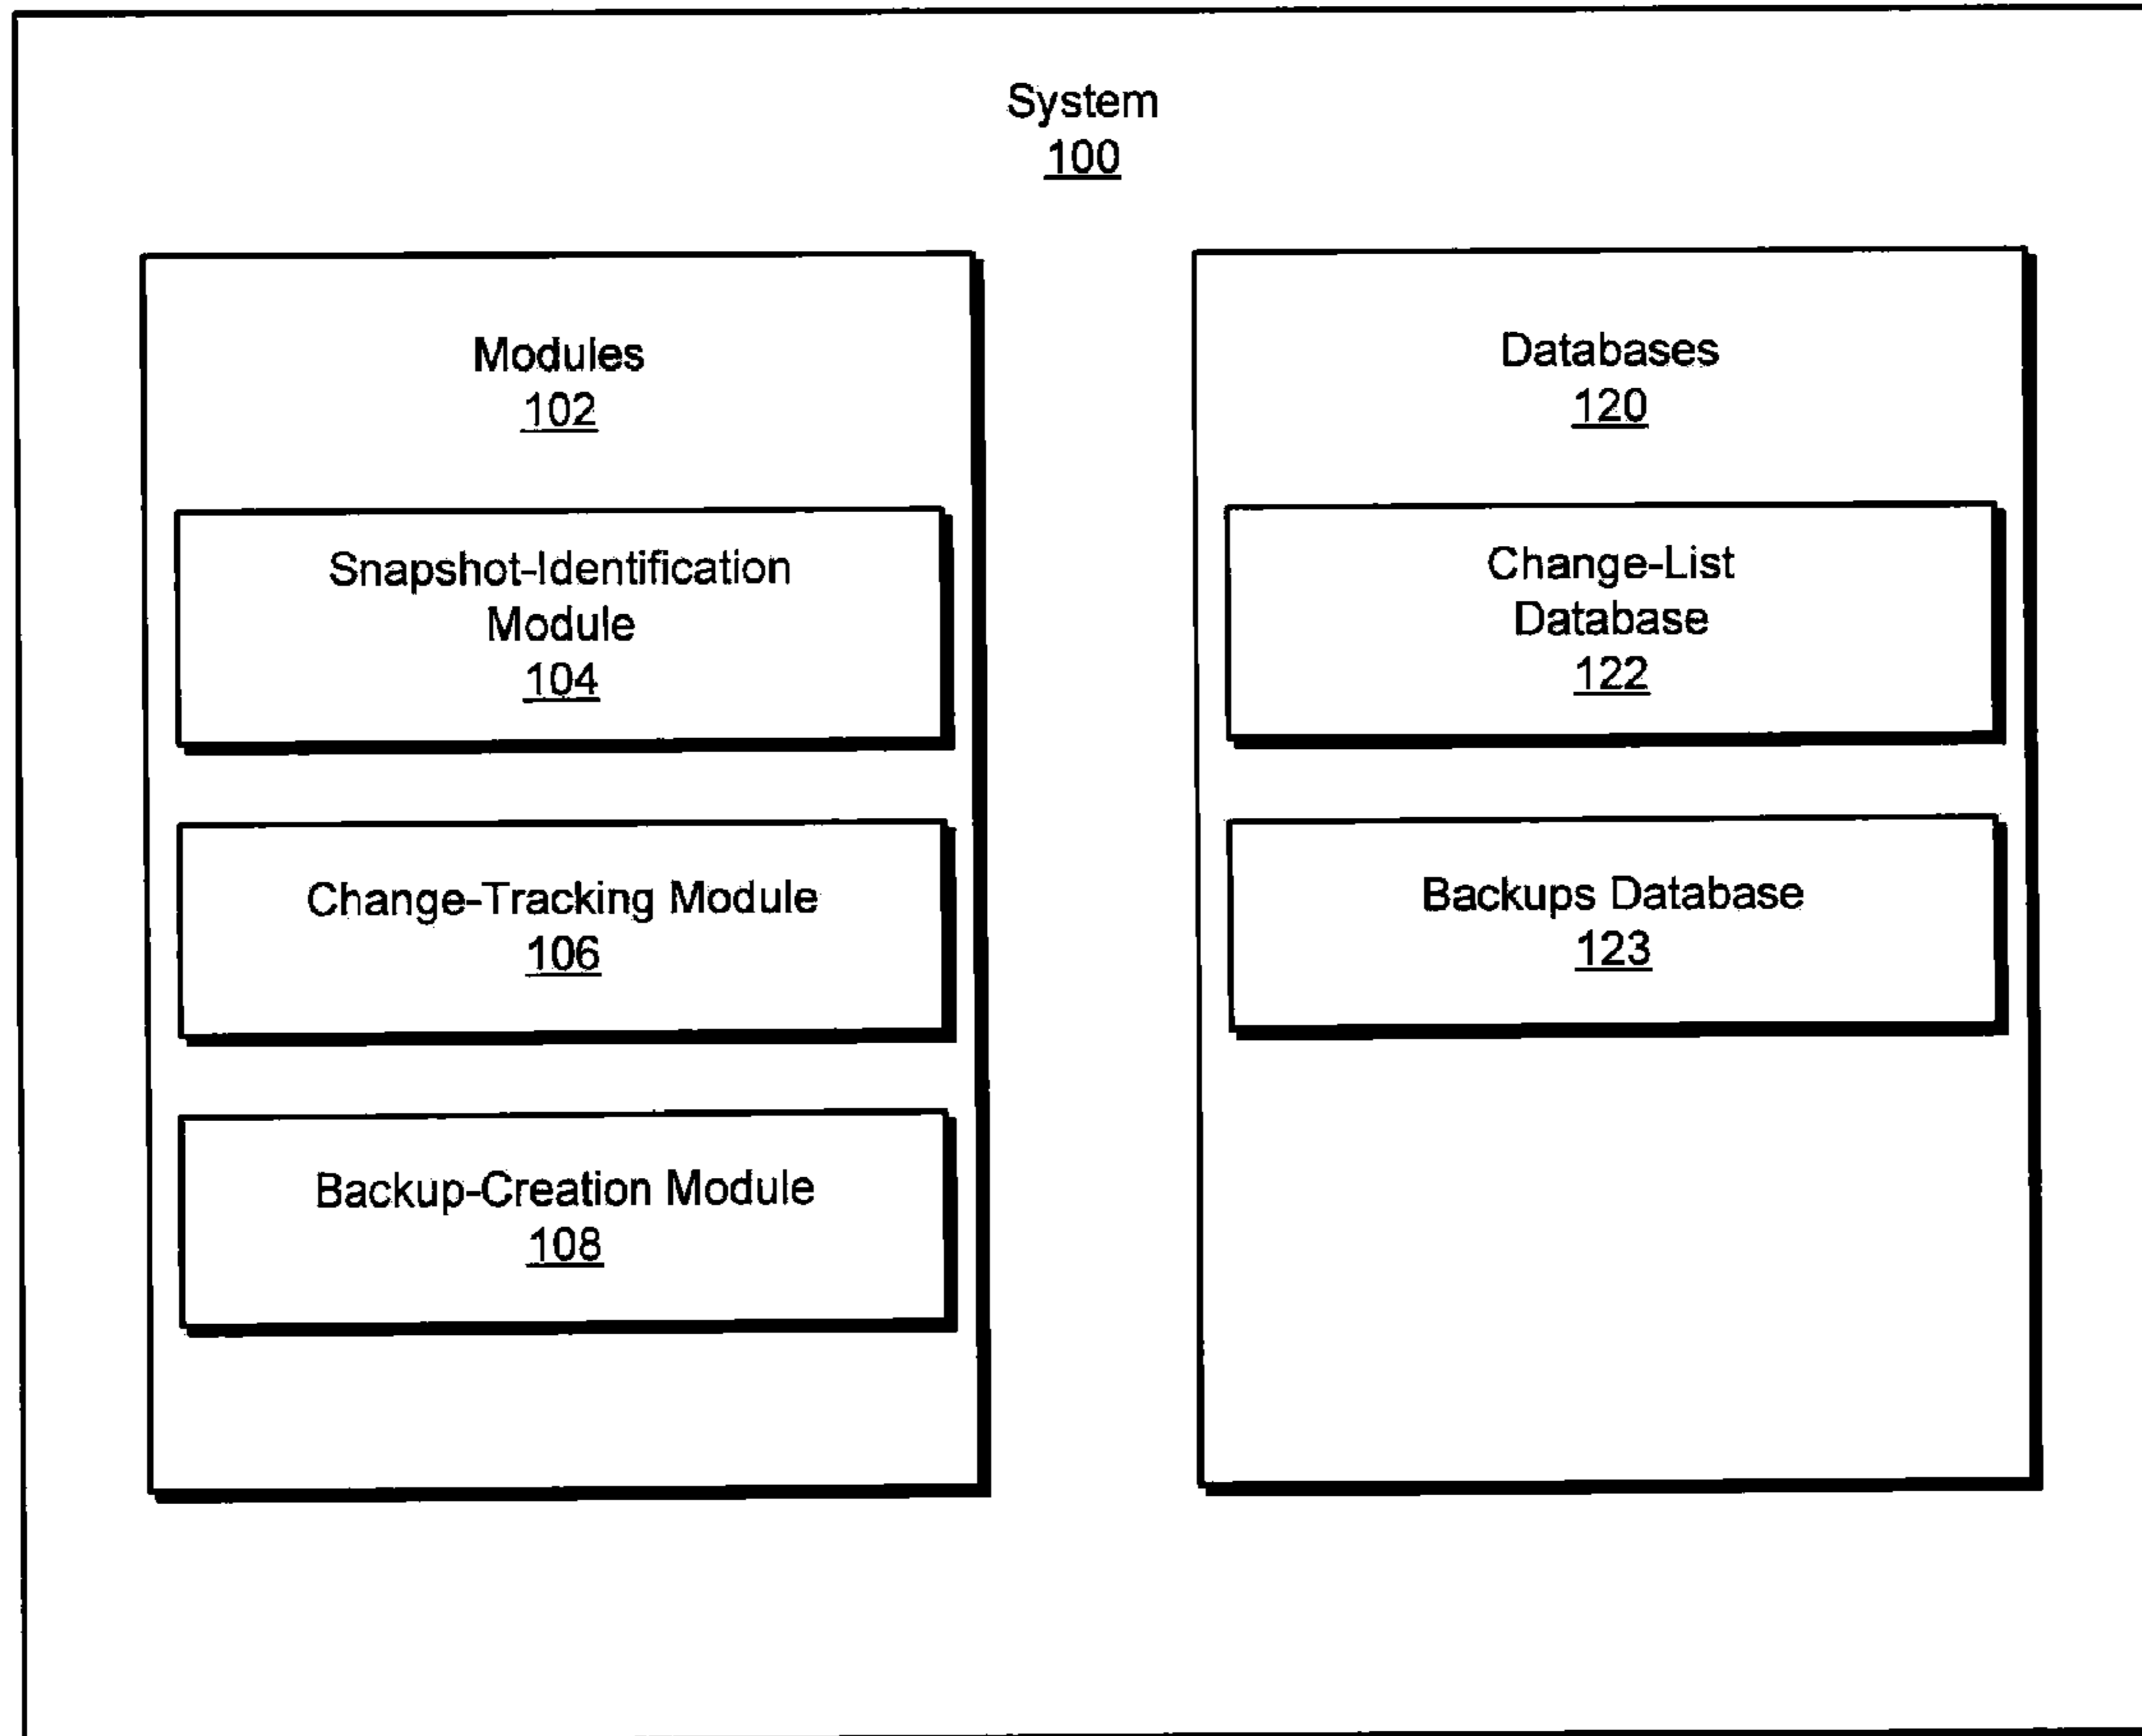 System
100
Modules
102
Snapshot-Identification
Module
104
Change-Tracking Module
106
Backup-Creation Module
108
Databases
120
Change-List
Database
122
Backups Database
123